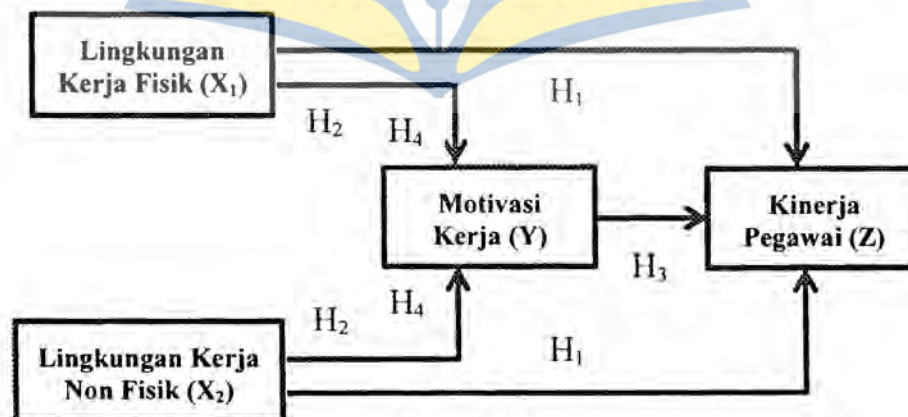 Lingkungan
Kerja Fisik (X₁)
H₁
H₂
H₄
Motivasi
Kerja (Y)
Kinerja
Pegawai (Z)
H₃
H₄
H₂
H₁
Lingkungan Kerja
Non Fisik (X₂)